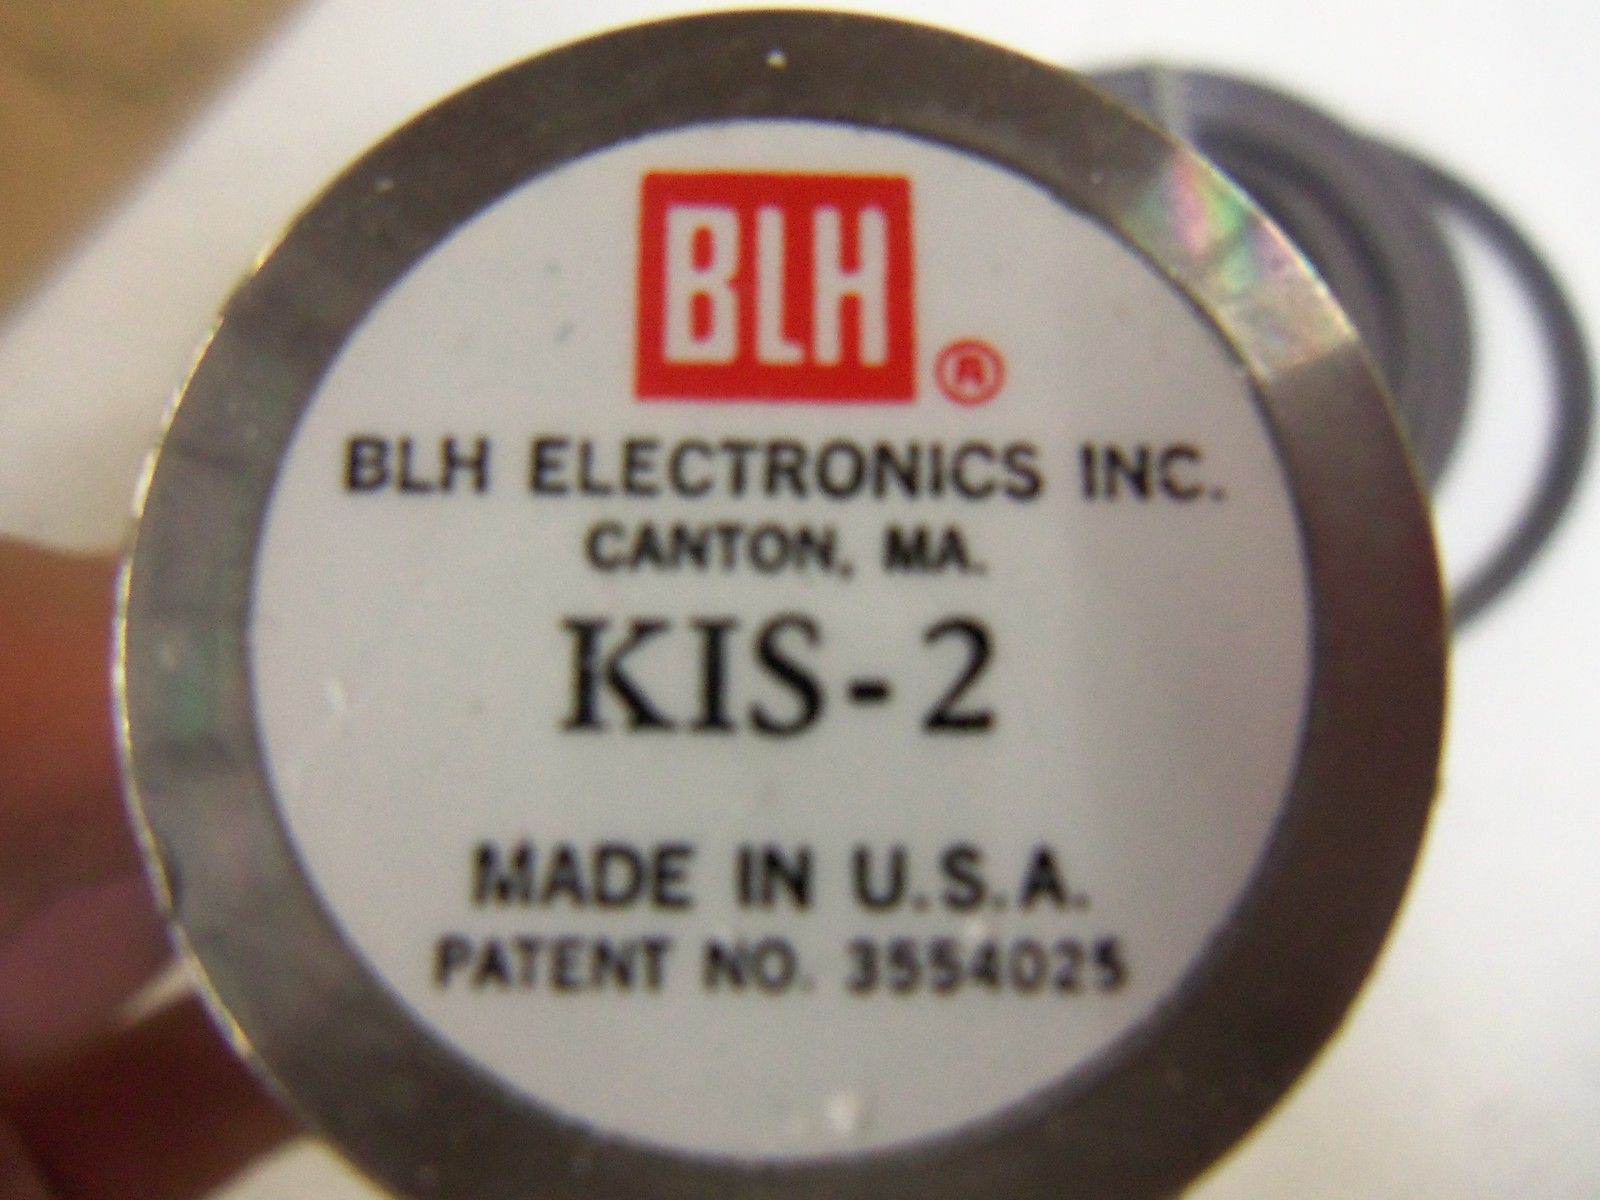 BLH ®
BLH ELECTRONICS INC.
CANTON, MA.
KIS-2
MADE IN U.S.A.
PATENT NO. 3554025